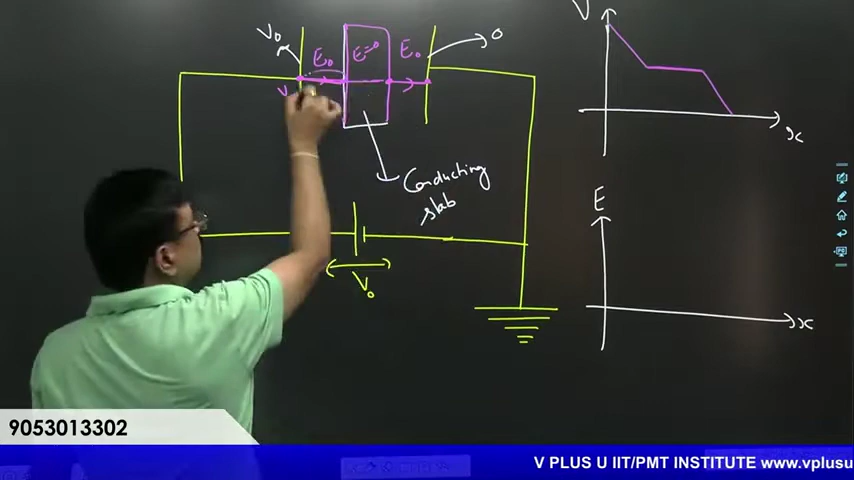 V₀
E₀
E=0
E₀
0
V
Conducting
slab
V₀
V
x
E
x
9053013302
V PLUS U IIT/PMT INSTITUTE www.vplusu